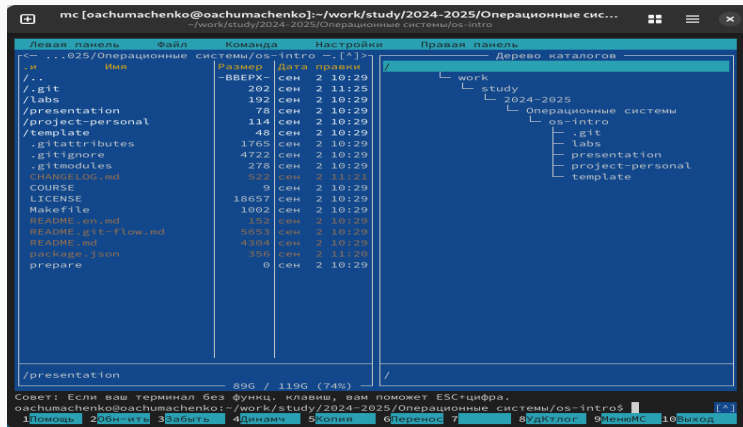 mc [oachumachenko@oachumachenko]:~/work/study/2024-2025/Операционные сис...
~/work/study/2024-2025/Операционные системы/os-intro
Левая панель Файл Команда Настройки Правая панель
<— ...025/Операционные системы/os-intro —.[^]>
.и Имя Размер Дата правки
/.. -ВВЕРХ- сен 2 10:29
/.git 202 сен 2 11:25
/labs 192 сен 2 10:29
/presentation 78 сен 2 10:29
/project-personal 114 сен 2 10:29
/template 48 сен 2 10:29
.gitattributes 1765 сен 2 10:29
.gitignore 4722 сен 2 10:29
.gitmodules 278 сен 2 10:29
CHANGELOG.md 522 сен 2 11:21
COURSE 9 сен 2 10:29
LICENSE 18657 сен 2 10:29
Makefile 1002 сен 2 10:29
README.en.md 152 сен 2 10:29
README.git-flow.md 5653 сен 2 10:29
README.md 4304 сен 2 10:29
package.json 356 сен 2 11:20
prepare 0 сен 2 10:29
/presentation
89G / 119G (74%)
Дерево каталогов
/
work
study
2024-2025
Операционные системы
os-intro
.git
labs
presentation
project-personal
template
/
Совет: Если ваш терминал без функц. клавиш, вам поможет ESC+цифра.
oachumachenko@oachumachenko:~/work/study/2024-2025/Операционные системы/os-intro$ [^]
1Помощь 2Обн~ить 3Забыть 4Динамч 5Копия 6Перенос 7 8УдКтлог 9МенюMC 10Выход